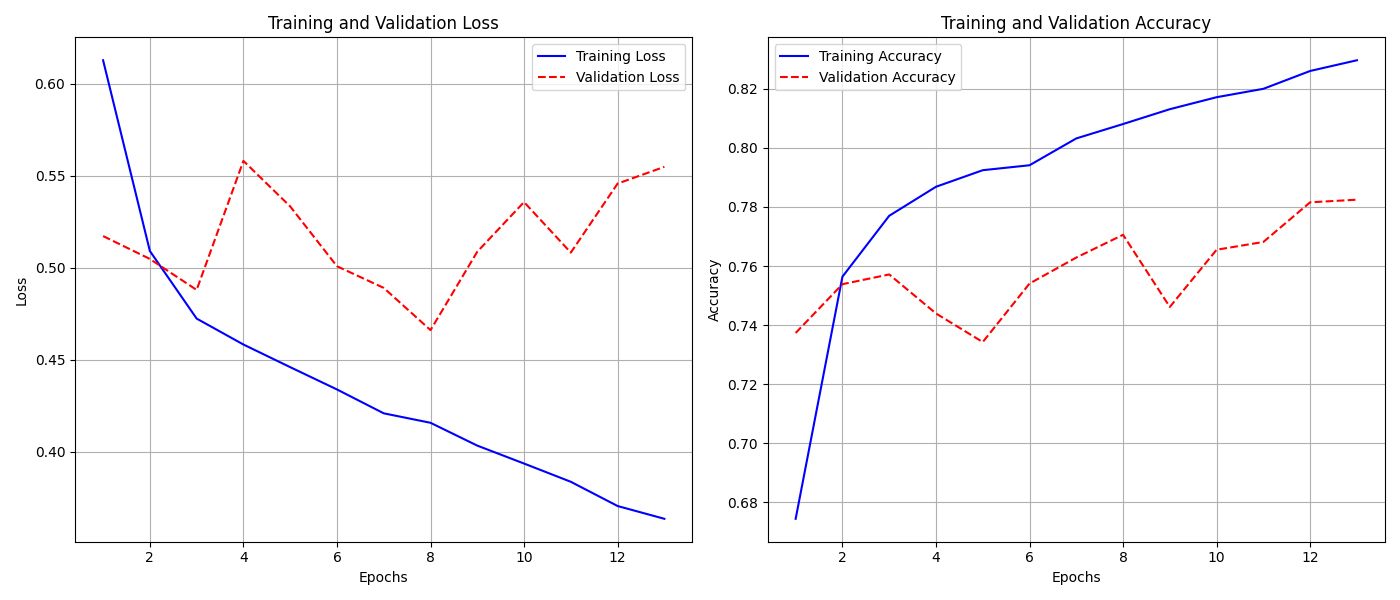 Training and Validation Loss
Training Loss
Validation Loss
0.60
0.55
0.50
0.45
0.40
Loss
2 4 6 8 10 12
Epochs
Training and Validation Accuracy
Training Accuracy
Validation Accuracy
0.82
0.80
0.78
0.76
0.74
0.72
0.70
0.68
Accuracy
2 4 6 8 10 12
Epochs